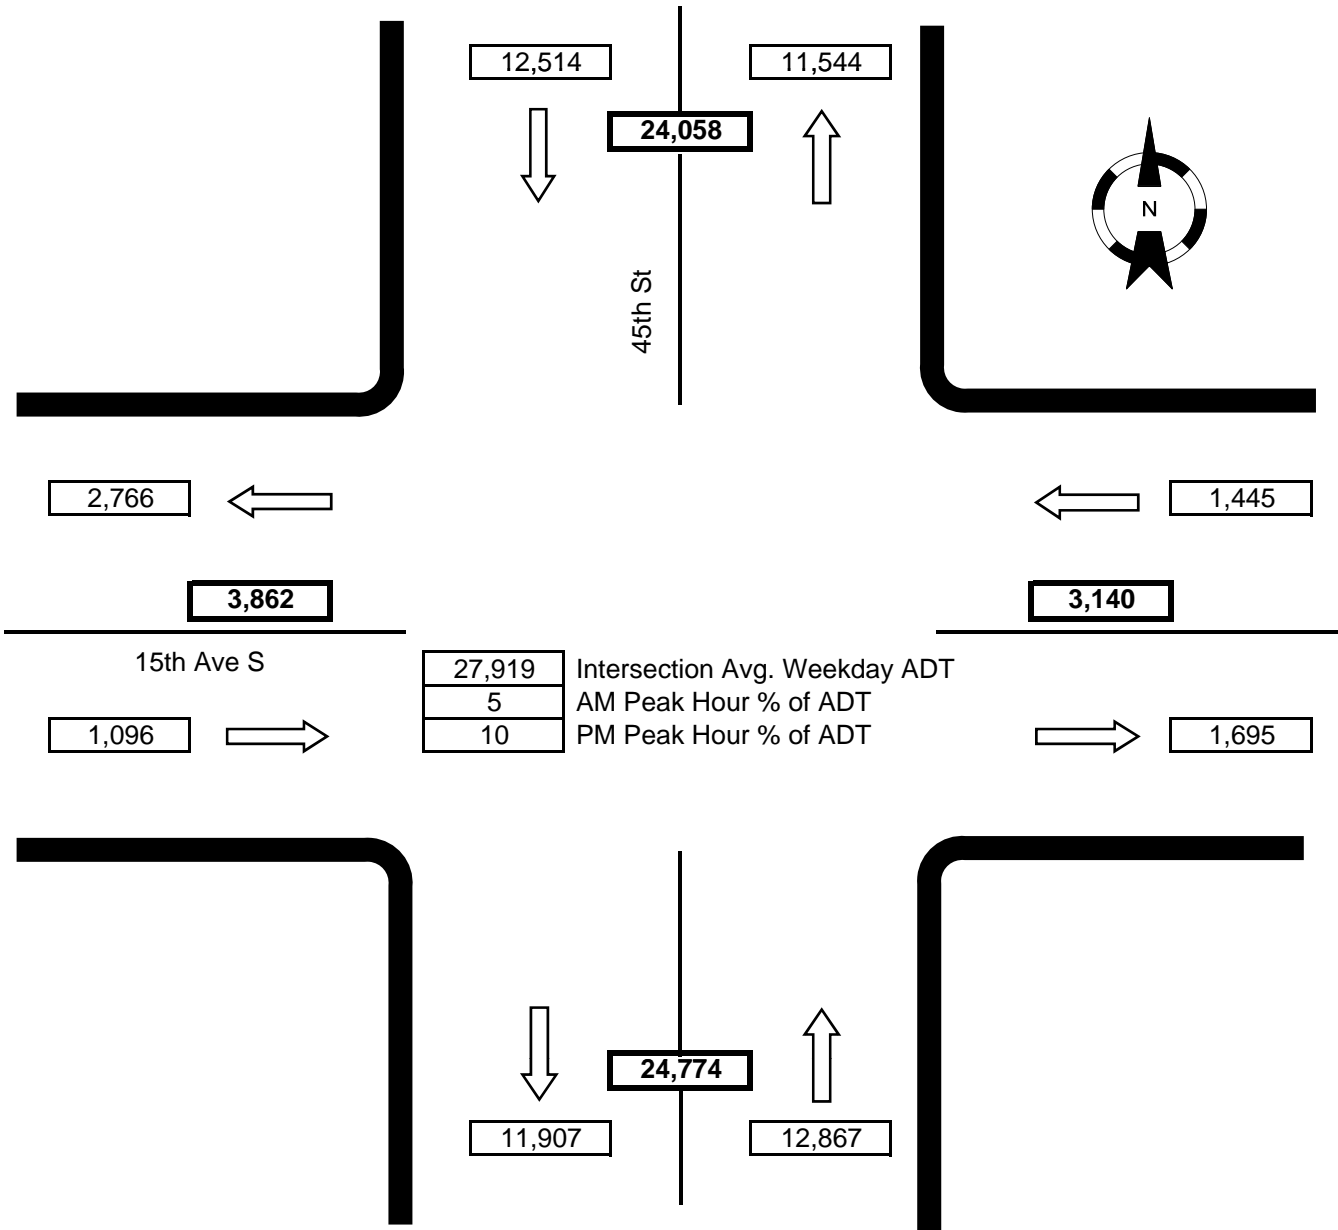 12,514
11,544
24,058
N
45th St
2,766
1,445
3,862
3,140
15th Ave S
27,919 Intersection Avg. Weekday ADT
5 AM Peak Hour % of ADT
10 PM Peak Hour % of ADT
1,096
1,695
24,774
11,907
12,867